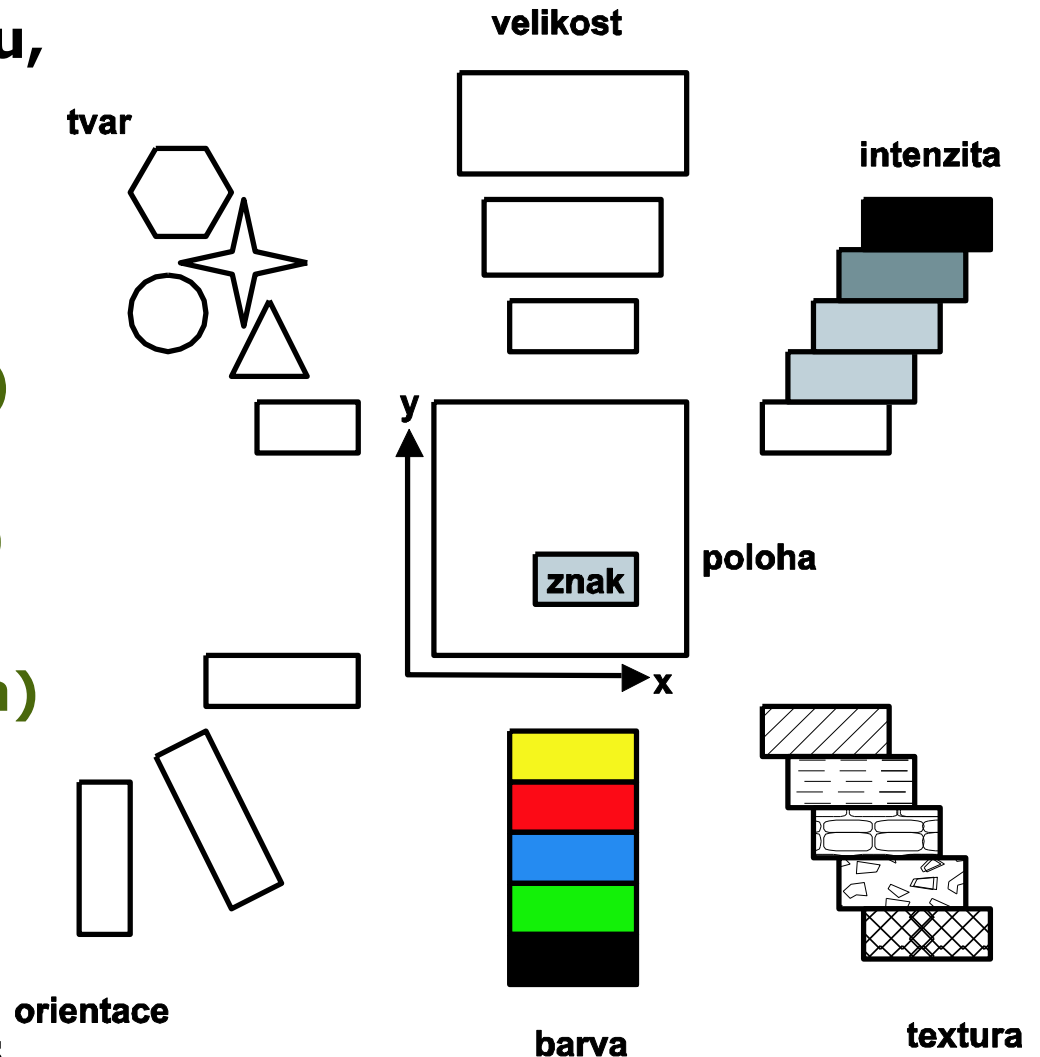 velikost
u,
tvar
intenzita
)
y
znak
poloha
)
x
)
orientace
barva
textura